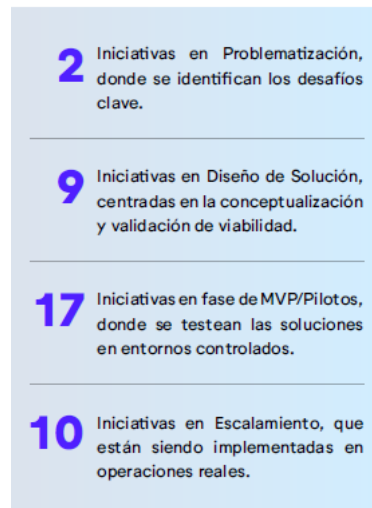 2 Iniciativas en Problematización,
donde se identifican los desafíos
clave.
9 Iniciativas en Diseño de Solución,
centradas en la conceptualización
y validación de viabilidad.
17 Iniciativas en fase de MVP/Pilotos,
donde se testean las soluciones
en entornos controlados.
10 Iniciativas en Escalamiento, que
están siendo implementadas en
operaciones reales.